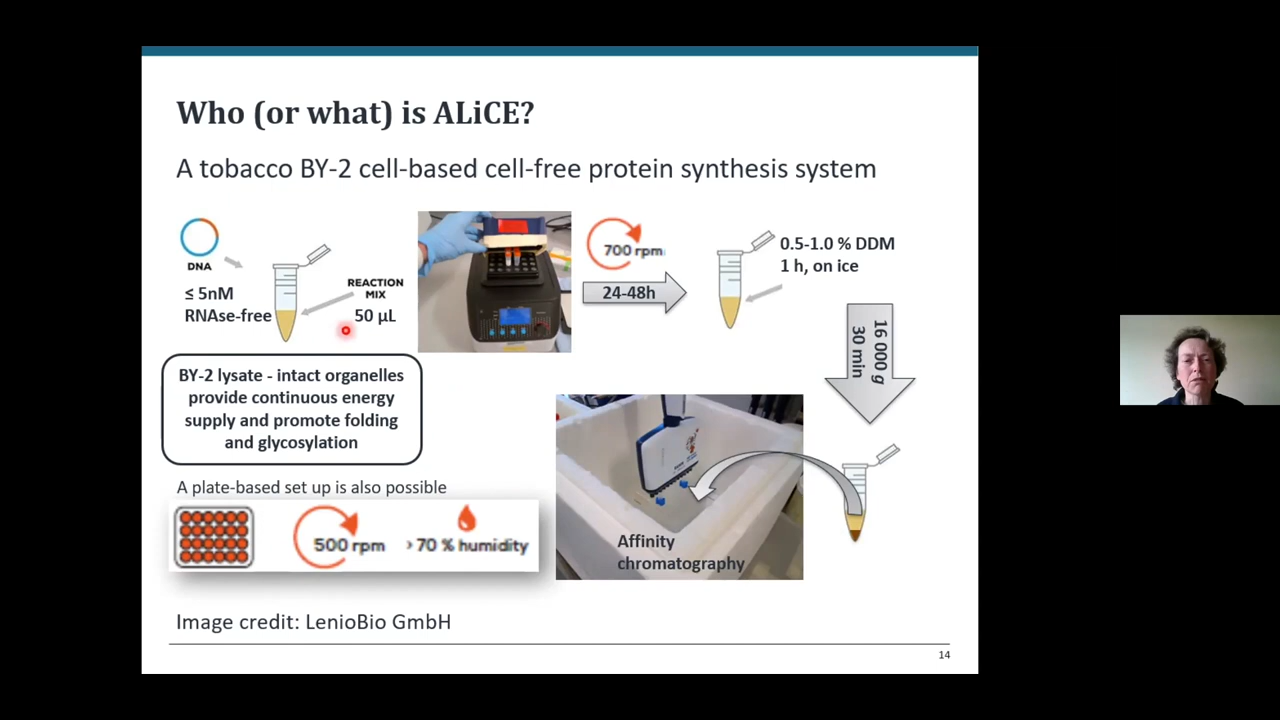 Who (or what) is ALiCE?
A tobacco BY-2 cell-based cell-free protein synthesis system
DNA
≤ 5nM
RNAse-free
REACTION
MIX
50 µL
700 rpm
24-48h
0.5-1.0 % DDM
1 h, on ice
16 000 g
30 min
BY-2 lysate - intact organelles
provide continuous energy
supply and promote folding
and glycosylation
A plate-based set up is also possible
500 rpm
> 70 % humidity
Affinity
chromatography
Image credit: LenioBio GmbH
14